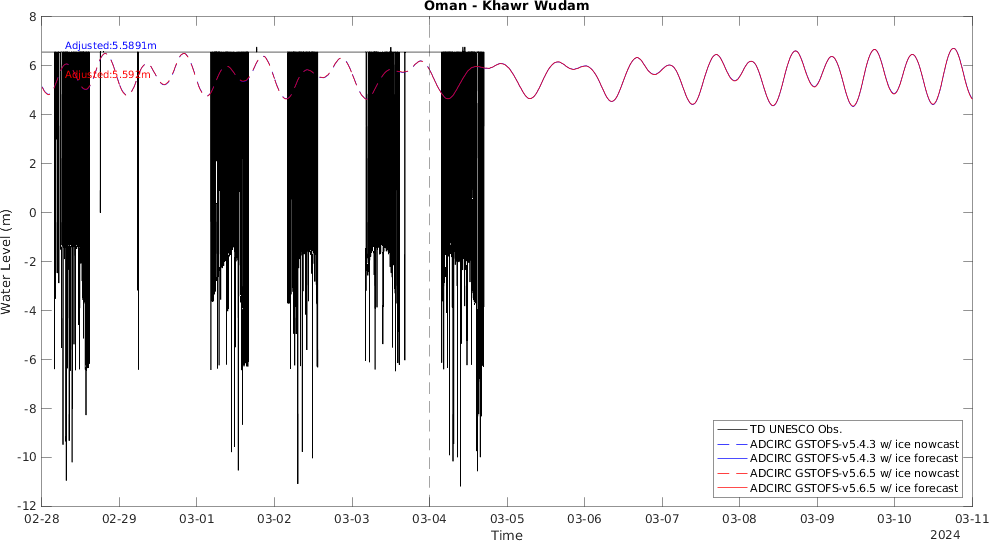 Oman - Khawr Wudam
8
6
4
2
0
-2
-4
-6
-8
-10
-12
Water Level (m)
Adjusted:5.5891m
Adjusted:5.592m
TD UNESCO Obs.
ADCIRC GSTOFS-v5.4.3 w/ ice nowcast
ADCIRC GSTOFS-v5.4.3 w/ ice forecast
ADCIRC GSTOFS-v5.6.5 w/ ice nowcast
ADCIRC GSTOFS-v5.6.5 w/ ice forecast
02-28 02-29 03-01 03-02 03-03 03-04 03-05 03-06 03-07 03-08 03-09 03-10 03-11
Time
2024